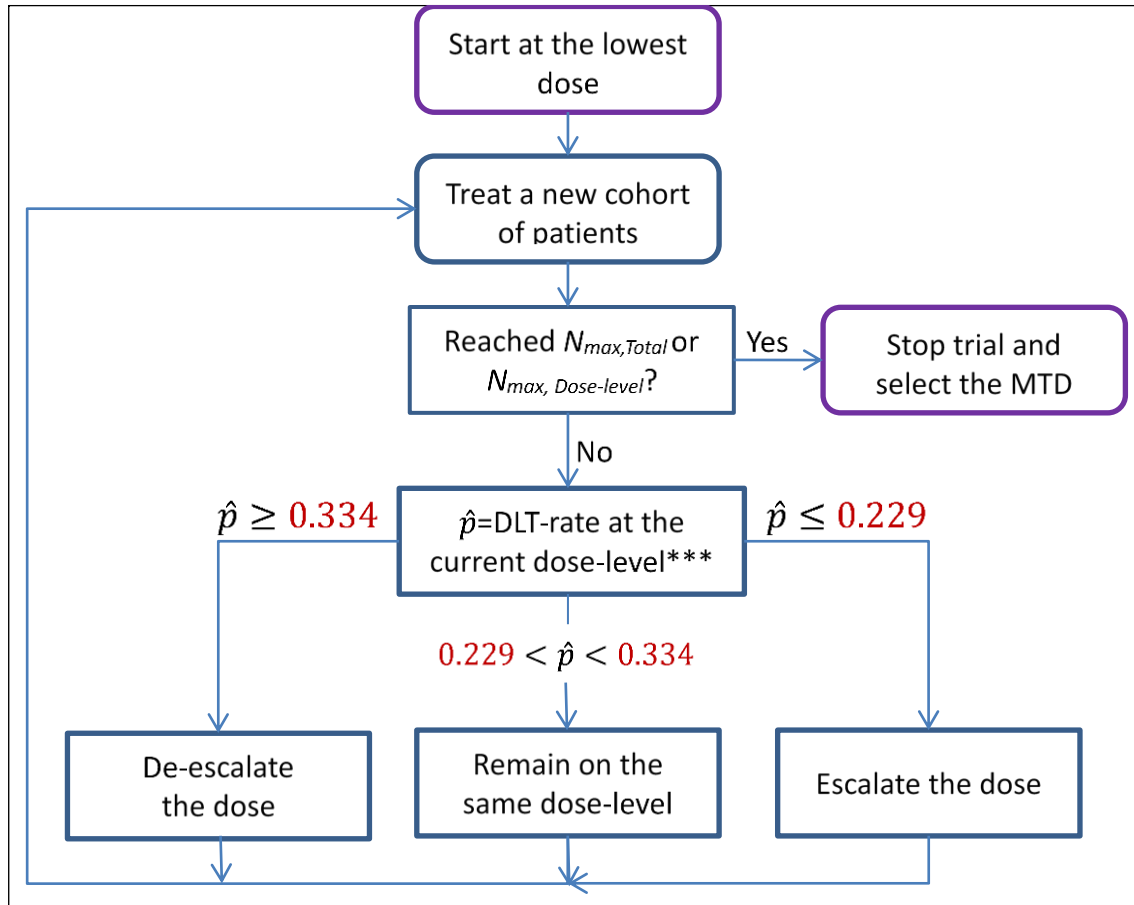 Start at the lowest
dose
Treat a new cohort
of patients
Reached N_max,Total or
N_max, Dose-level?
Yes
Stop trial and
select the MTD
No
p̂ ≥ 0.334
p̂=DLT-rate at the
current dose-level***
p̂ ≤ 0.229
0.229 < p̂ < 0.334
De-escalate
the dose
Remain on the
same dose-level
Escalate the dose